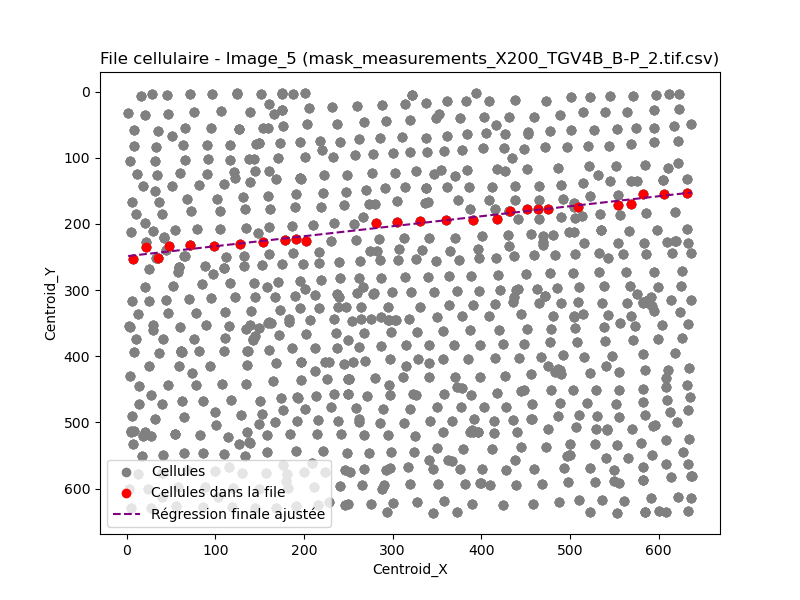 File cellulaire - Image_5 (mask_measurements_X200_TGV4B_B-P_2.tif.csv)
0
100
200
300
400
500
600
Centroid_Y
Cellules
Cellules dans la file
Régression finale ajustée
0 100 200 300 400 500 600
Centroid_X